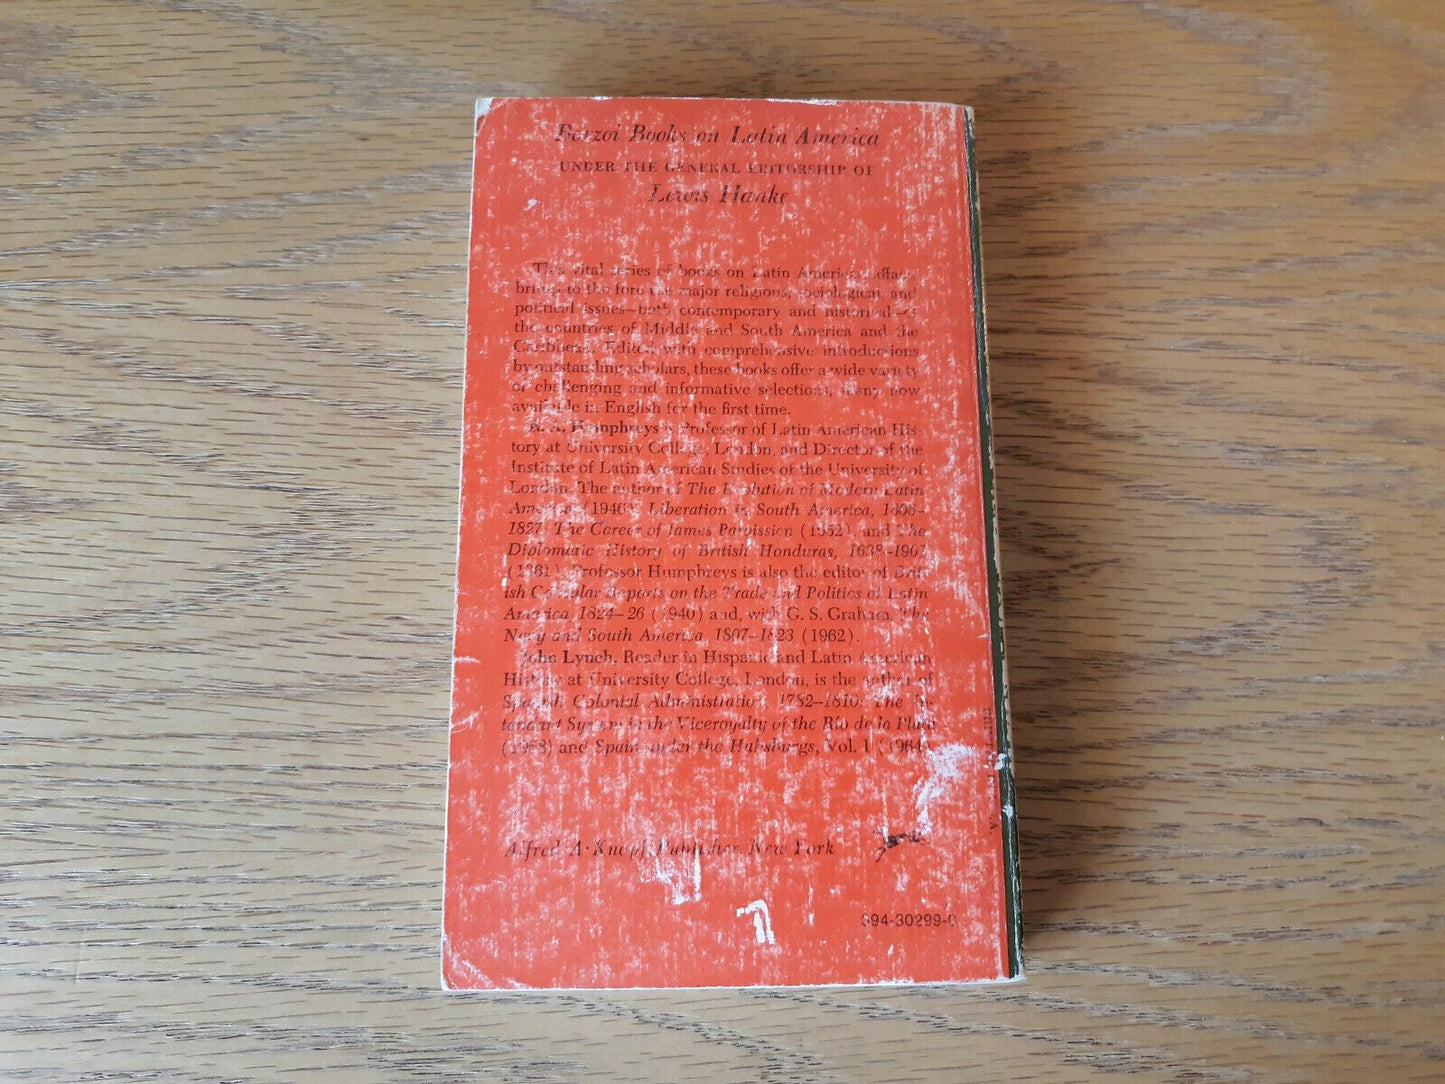 Borzoi Books on Latin America
UNDER THE GENERAL EDITORSHIP OF
Lewis Hanke
This vital series of books on Latin American affairs
brings to the fore the major religious, sociological, and
political issues—both contemporary and historical—of
the countries of Middle and South America and the
Caribbean. Edited with comprehensive introductions
by outstanding scholars, these books offer a wide variety
of challenging and informative selections, many now
available in English for the first time.
R. A. Humphreys is Professor of Latin American His-
tory at University College, London, and Director of the
Institute of Latin American Studies of the University of
London. The author of The Evolution of Modern Latin
America (1946), Liberation in South America, 1806–
1827: The Career of James Paroissien (1952), and The
Diplomatic History of British Honduras, 1638–1901
(1961), Professor Humphreys is also the editor of Brit-
ish Consular Reports on the Trade and Politics of Latin
America, 1824–26 (1940) and, with G. S. Graham, The
Navy and South America, 1807–1823 (1962).
John Lynch, Reader in Hispanic and Latin American
History at University College, London, is the author of
Spanish Colonial Administration, 1782–1810: The In-
tendant System in the Viceroyalty of the Río de la Plata
(1958) and Spain under the Habsburgs, Vol. I (1964).
Alfred · A · Knopf, Publisher, New York
394-30299-0